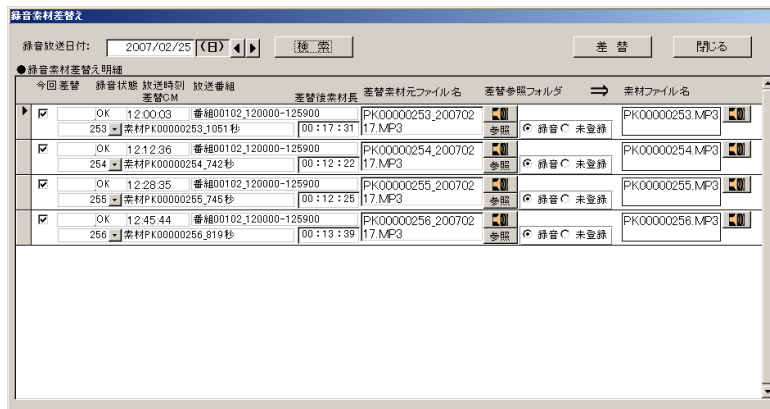 録音素材差替え
録音放送日付: 2007/02/25 (日) 検 索 差 替 閉じる
●録音素材差替え明細
今回差替 録音状態 放送時刻 放送番組 差替素材元ファイル名 差替参照フォルダ ⇒ 素材ファイル名
差替CM 差替後素材長
OK 12:00:03 番組00102_120000-125900 PK00000253_200702 PK00000253.MP3
253 素材PK00000253_1051秒 00:17:31 17.MP3 参照 録音 未登録
OK 12:12:36 番組00102_120000-125900 PK00000254_200702 PK00000254.MP3
254 素材PK00000254_742秒 00:12:22 17.MP3 参照 録音 未登録
OK 12:28:35 番組00102_120000-125900 PK00000255_200702 PK00000255.MP3
255 素材PK00000255_745秒 00:12:25 17.MP3 参照 録音 未登録
OK 12:45:44 番組00102_120000-125900 PK00000256_200702 PK00000256.MP3
256 素材PK00000256_819秒 00:13:39 17.MP3 参照 録音 未登録